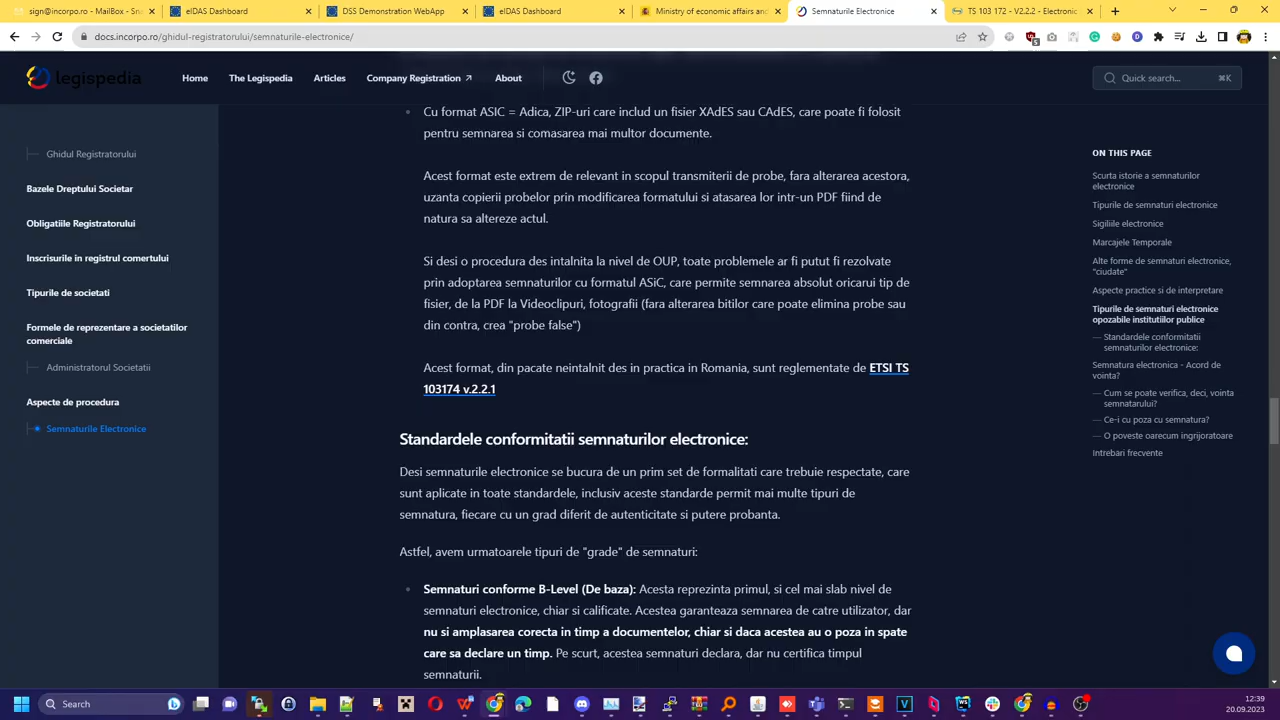 sign@incorpo.ro - MailBox - Sna
eIDAS Dashboard
DSS Demonstration WebApp
eIDAS Dashboard
Ministry of economic affairs and
Semnaturile Electronice
TS 103 172 - V2.2.2 - Electronic
docs.incorpo.ro/ghidul-registratorului/semnaturile-electronice/
5
legispedia
Home
The Legispedia
Articles
Company Registration ↗
About
Quick search...
⌘K
Ghidul Registratorului
Bazele Dreptului Societar
Obligatiile Registratorului
Inscrisurile in registrul comertului
Tipurile de societati
Formele de reprezentare a societatilor
comerciale
Administratorul Societatii
Aspecte de procedura
Semnaturile Electronice
Cu format ASIC = Adica, ZIP-uri care includ un fisier XAdES sau CAdES, care poate fi folosit
pentru semnarea si comasarea mai multor documente.
Acest format este extrem de relevant in scopul transmiterii de probe, fara alterarea acestora,
uzanta copierii probelor prin modificarea formatului si atasarea lor intr-un PDF fiind de
natura sa altereze actul.
Si desi o procedura des intalnita la nivel de OUP, toate problemele ar fi putut fi rezolvate
prin adoptarea semnaturilor cu formatul ASiC, care permite semnarea absolut oricarui tip de
fisier, de la PDF la Videoclipuri, fotografii (fara alterarea bitilor care poate elimina probe sau
din contra, crea "probe false")
Acest format, din pacate neintalnit des in practica in Romania, sunt reglementate de ETSI TS
103174 v.2.2.1
Standardele conformitatii semnaturilor electronice:
Desi semnaturile electronice se bucura de un prim set de formalitati care trebuie respectate, care
sunt aplicate in toate standardele, inclusiv aceste standarde permit mai multe tipuri de
semnatura, fiecare cu un grad diferit de autenticitate si putere probanta.
Astfel, avem urmatoarele tipuri de "grade" de semnaturi:
Semnaturi conforme B-Level (De baza): Acesta reprezinta primul, si cel mai slab nivel de
semnaturi electronice, chiar si calificate. Acestea garanteaza semnarea de catre utilizator, dar
nu si amplasarea corecta in timp a documentelor, chiar si daca acestea au o poza in spate
care sa declare un timp. Pe scurt, acestea semnaturi declara, dar nu certifica timpul
semnaturii.
ON THIS PAGE
Scurta istorie a semnaturilor
electronice
Tipurile de semnaturi electronice
Sigiliile electronice
Marcajele Temporale
Alte forme de semnaturi electronice,
"ciudate"
Aspecte practice si de interpretare
Tipurile de semnaturi electronice
opozabile institutiilor publice
— Standardele conformitatii
semnaturilor electronice:
Semnatura electronica - Acord de
vointa?
— Cum se poate verifica, deci, vointa
semnatarului?
— Ce-i cu poza cu semnatura?
— O poveste oarecum ingrijoratoare
Intrebari frecvente
Search
12:39
20.09.2023